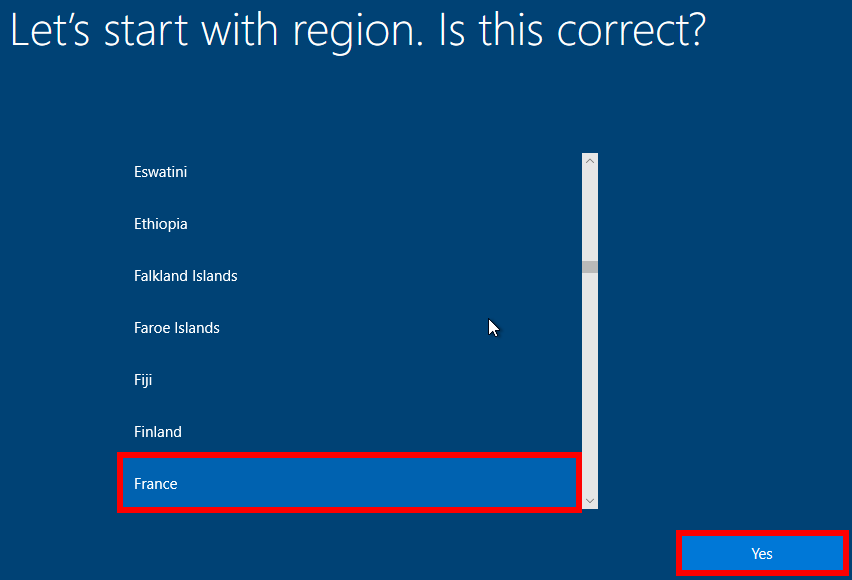 Let's start with region. Is this correct?
Eswatini
Ethiopia
Falkland Islands
Faroe Islands
Fiji
Finland
France
Yes